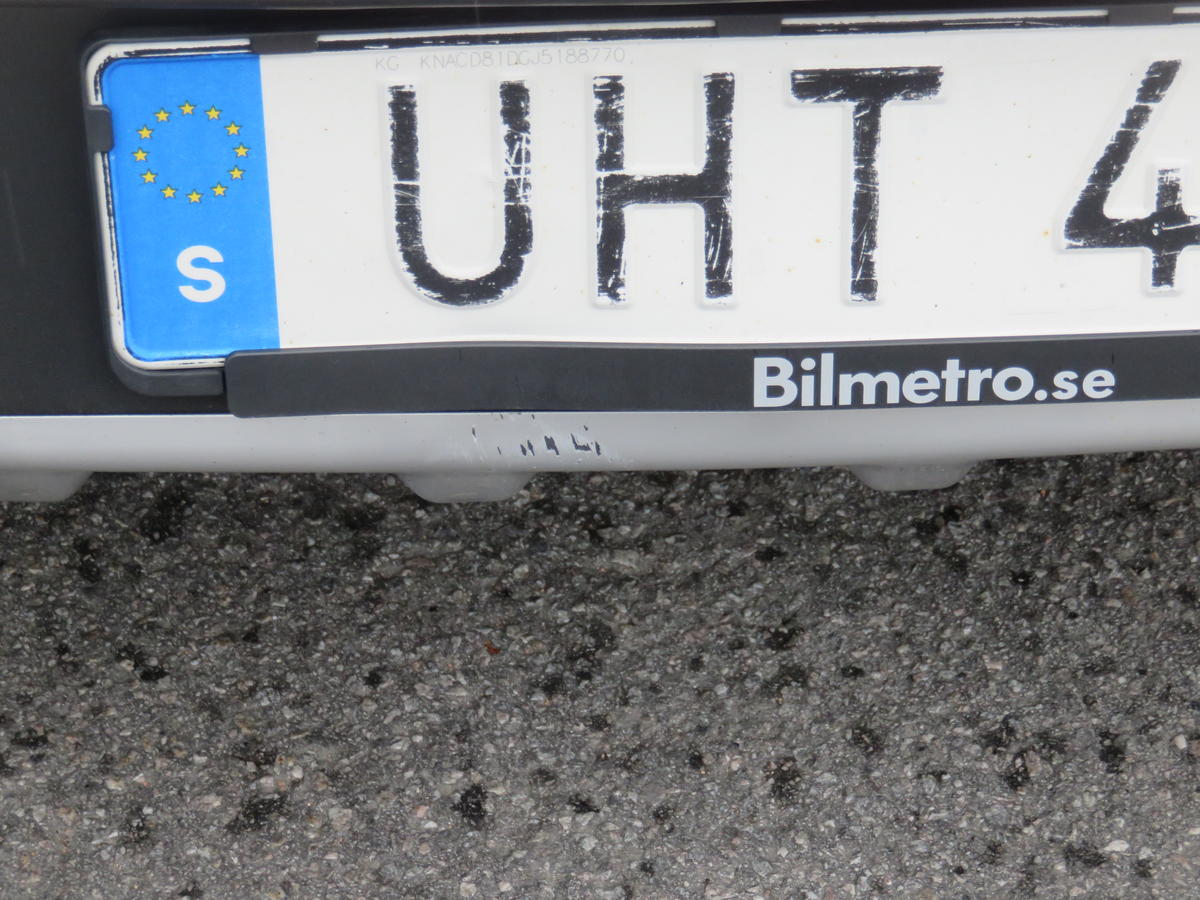 KG KNACD81DGJ5188770
S UHT 4
Bilmetro.se